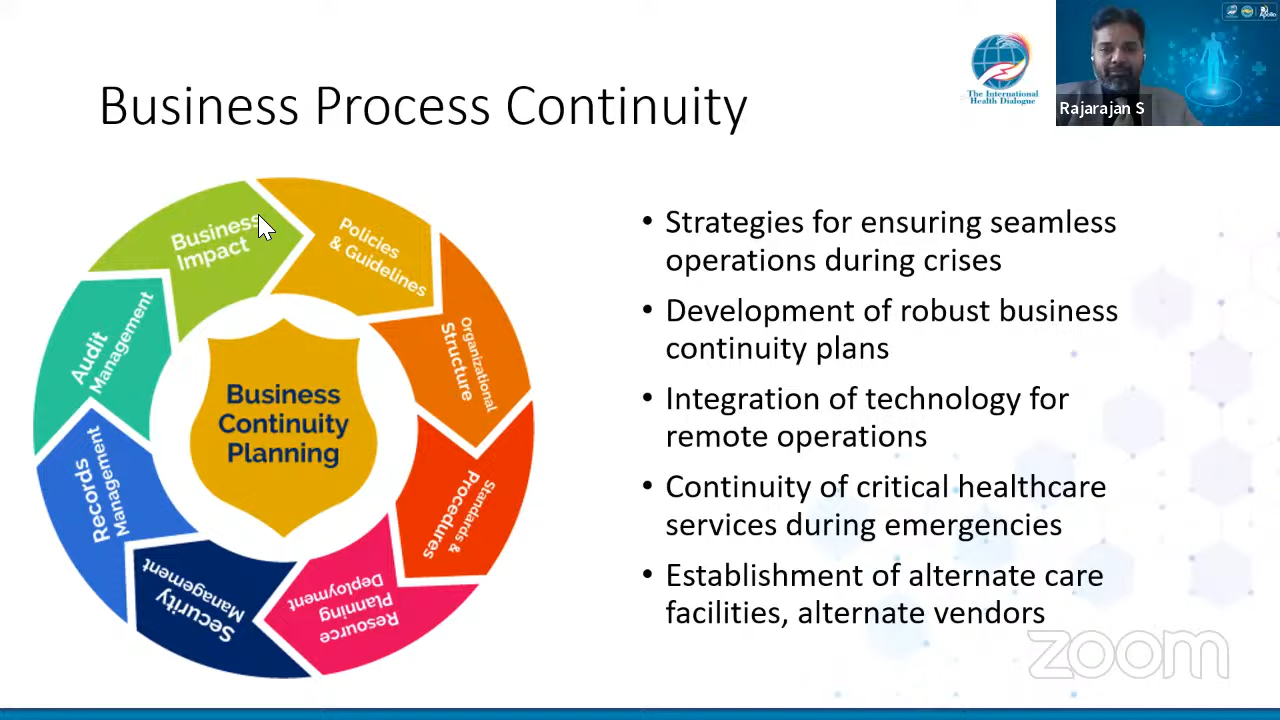 Business Process Continuity
The International
Health Dialogue
Rajarajan S
Business
Impact
Policies
& Guidelines
Organizational
Structure
Standards &
Procedures
Resource
Planning
Deployment
Security
Management
Records
Management
Audit
Management
Business
Continuity
Planning
• Strategies for ensuring seamless
operations during crises
• Development of robust business
continuity plans
• Integration of technology for
remote operations
• Continuity of critical healthcare
services during emergencies
• Establishment of alternate care
facilities, alternate vendors
zoom